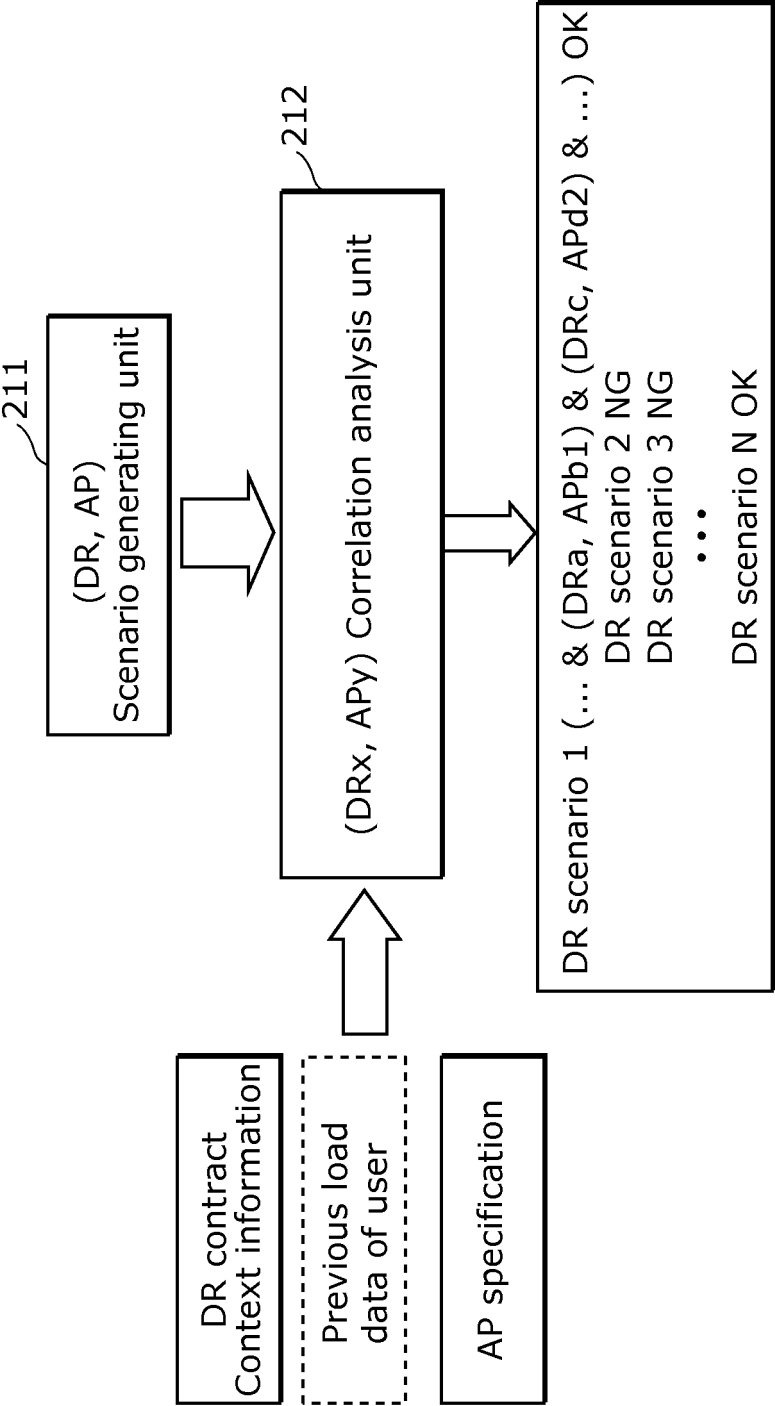 211
(DR, AP)
Scenario generating unit
212
(DRx, APy) Correlation analysis unit
DR contract
Context information
Previous load
data of user
AP specification
DR scenario 1 (... & (DRa, APb1) & (DRc, APd2) & ...) OK
DR scenario 2 NG
DR scenario 3 NG
...
DR scenario N OK